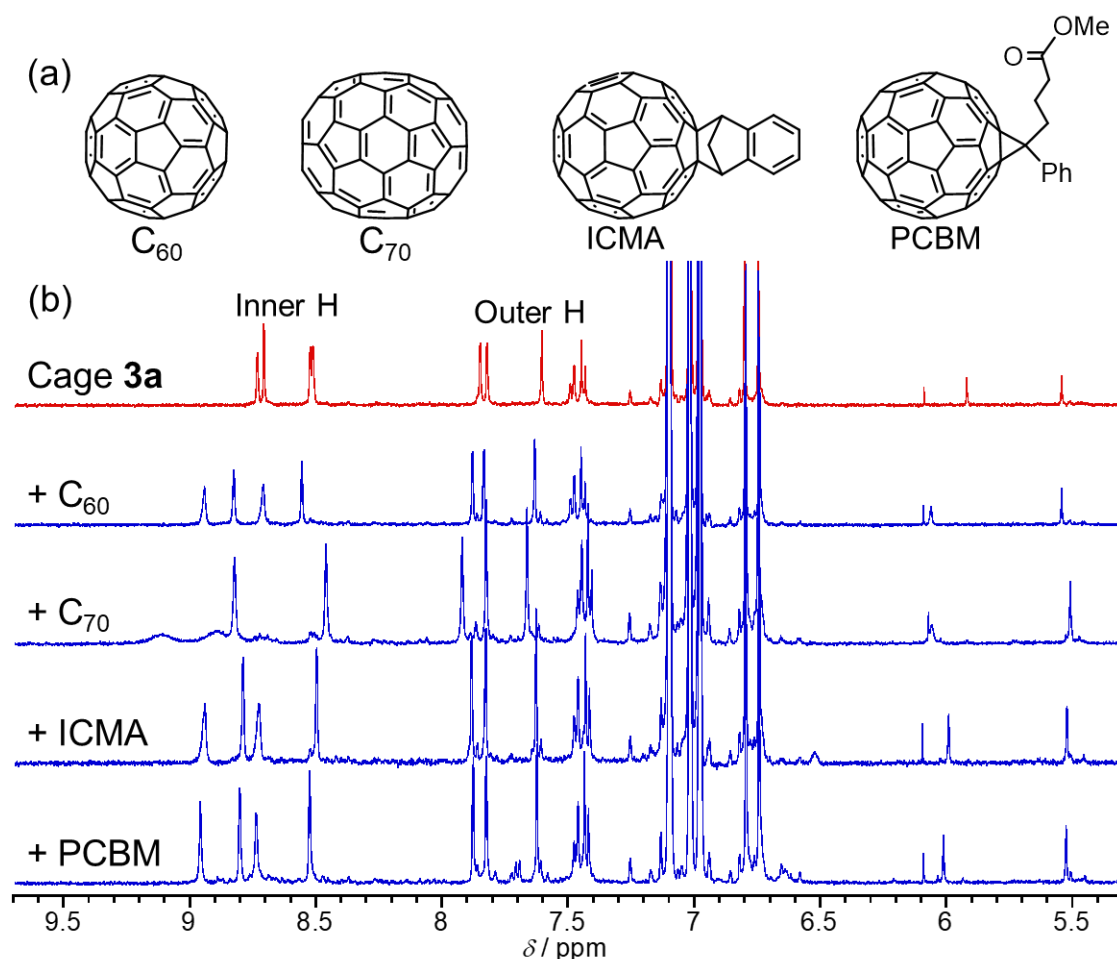 (a)
OMe
O
Ph
C60
C70
ICMA
PCBM
(b)
Inner H
Outer H
Cage 3a
+ C60
+ C70
+ ICMA
+ PCBM
9.5 9 8.5 8 7.5 7 6.5 6 5.5
δ / ppm